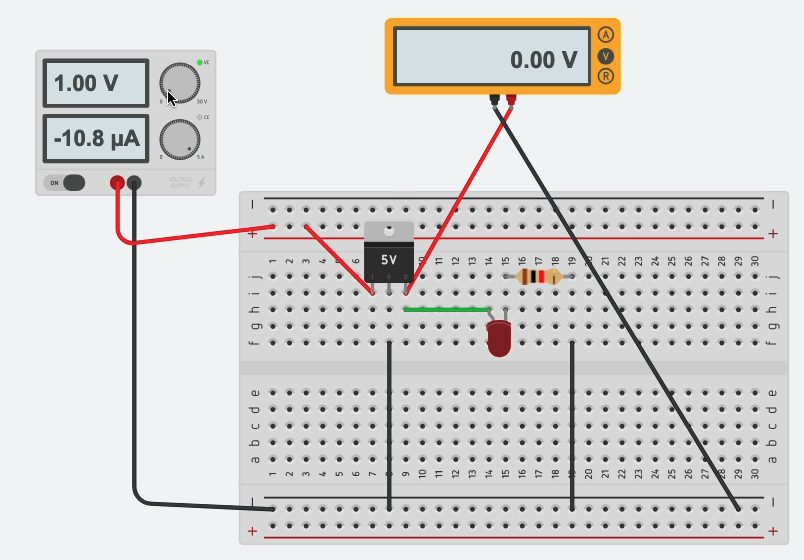 0.00 V
A
V
R
1.00 V
VC
0
30 V
-10.8 µA
CC
0
5 A
ON
VOLTAGE
SUPPLY
5V
1 2 3 4 5 6 7 8 9 10 11 12 13 14 15 16 17 18 19 20 21 22 23 24 25 26 27 28 29 30
j j
i i
h h
g g
f f
e e
d d
c c
b b
a a
1 2 3 4 5 6 7 8 9 10 11 12 13 14 15 16 17 18 19 20 21 22 23 24 25 26 27 28 29 30